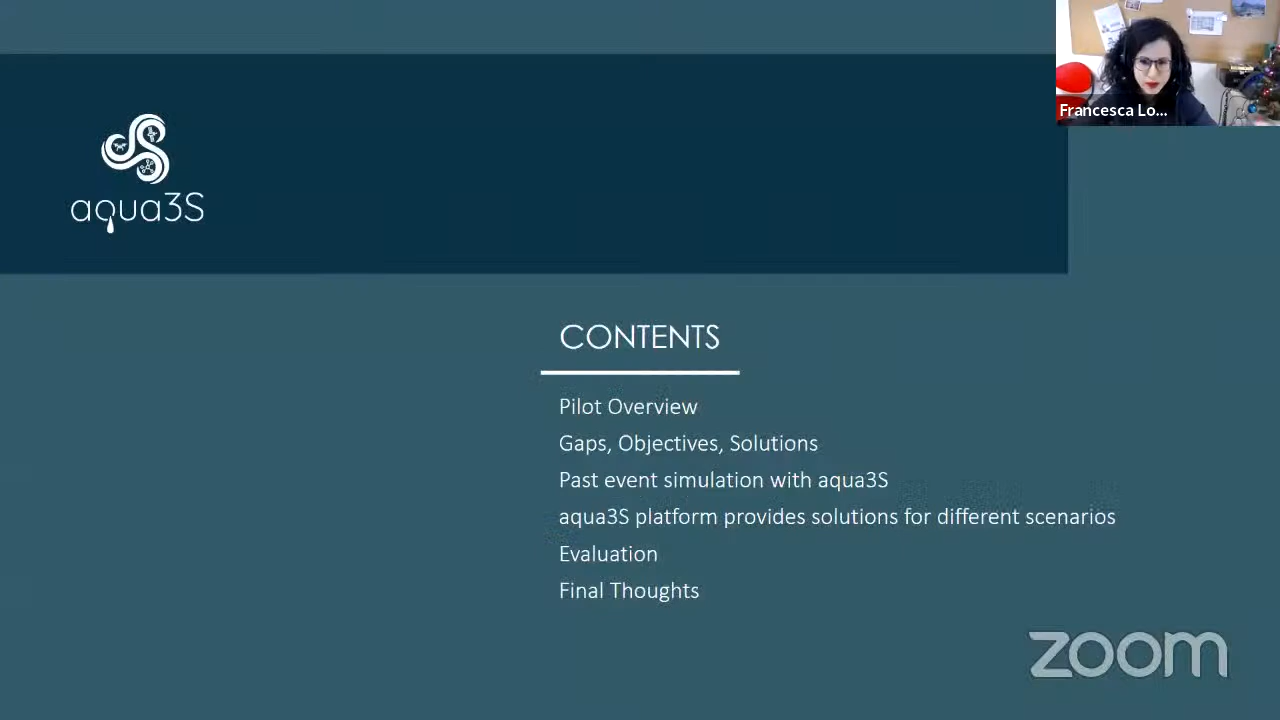 Francesca Lo...
aqua3S
CONTENTS
Pilot Overview
Gaps, Objectives, Solutions
Past event simulation with aqua3S
aqua3S platform provides solutions for different scenarios
Evaluation
Final Thoughts
zoom